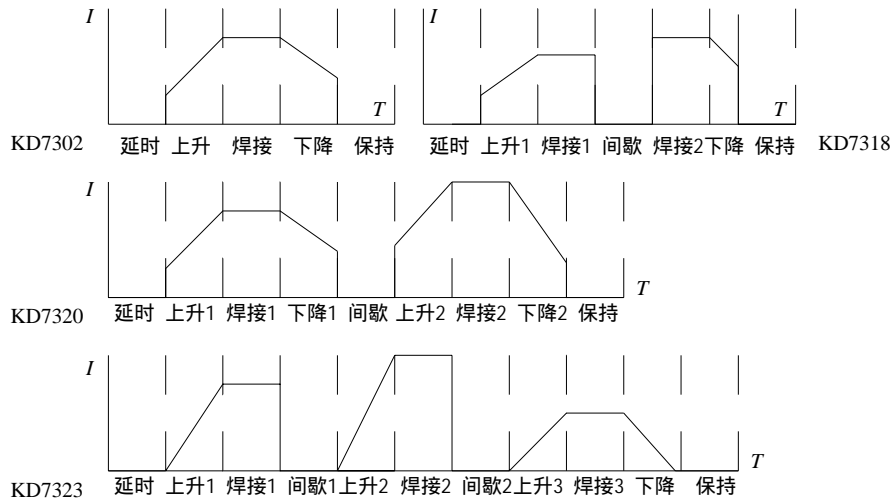 I
I
T
T
KD7302 延时 上升 焊接 下降 保持
延时 上升1 焊接1 间歇 焊接2 下降 保持 KD7318
I
T
KD7320 延时 上升1 焊接1 下降1 间歇 上升2 焊接2 下降2 保持
I
T
KD7323 延时 上升1 焊接1 间歇1 上升2 焊接2 间歇2 上升3 焊接3 下降 保持